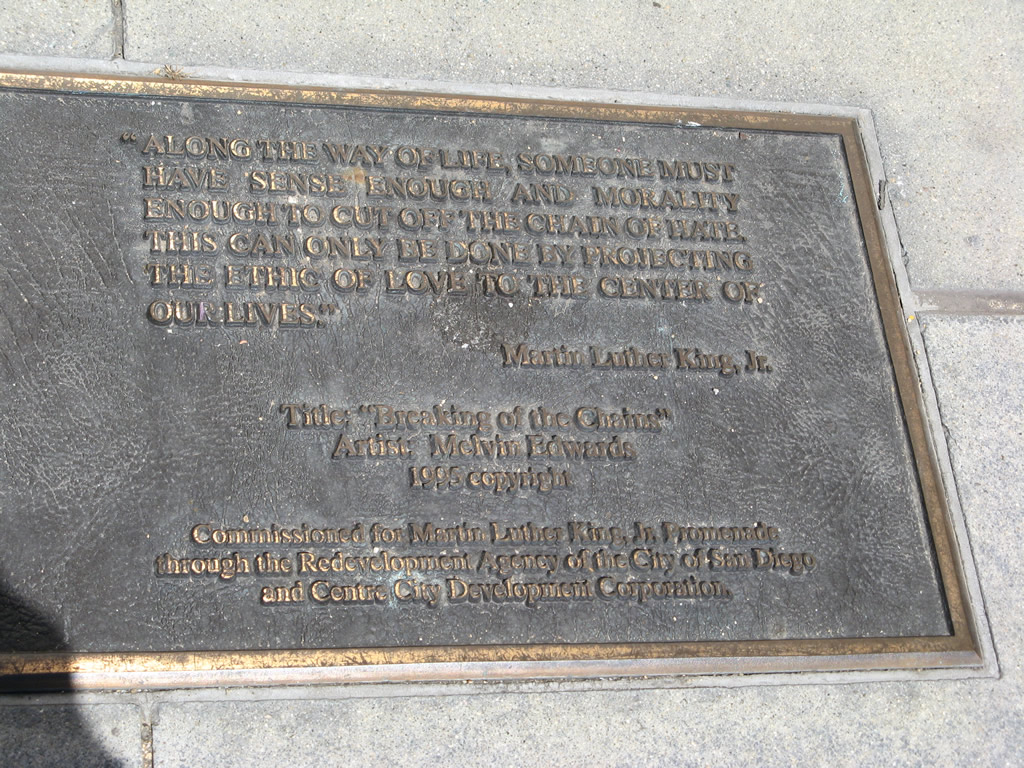 "ALONG THE WAY OF LIFE, SOMEONE MUST
HAVE SENSE ENOUGH AND MORALITY
ENOUGH TO CUT OFF THE CHAIN OF HATE.
THIS CAN ONLY BE DONE BY PROJECTING
THE ETHIC OF LOVE TO THE CENTER OF
OUR LIVES."
Martin Luther King, Jr.
Title: "Breaking of the Chains"
Artist: Melvin Edwards
1995 copyright
Commissioned for Martin Luther King, Jr. Promenade
through the Redevelopment Agency of the City of San Diego
and Centre City Development Corporation.